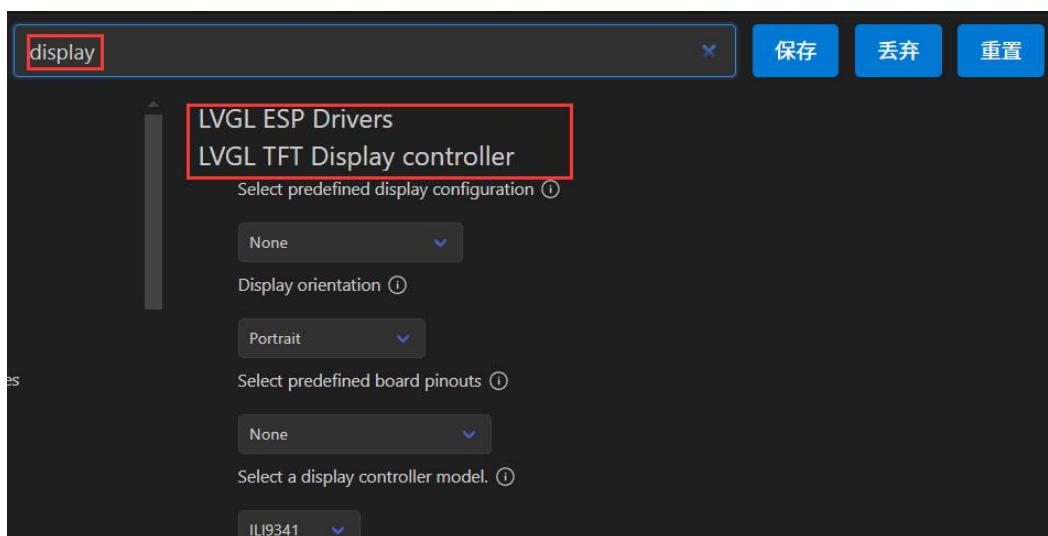 display
保存
丢弃
重置
LVGL ESP Drivers
LVGL TFT Display controller
Select predefined display configuration
None
Display orientation
Portrait
es
Select predefined board pinouts
None
Select a display controller model.
ILI9341